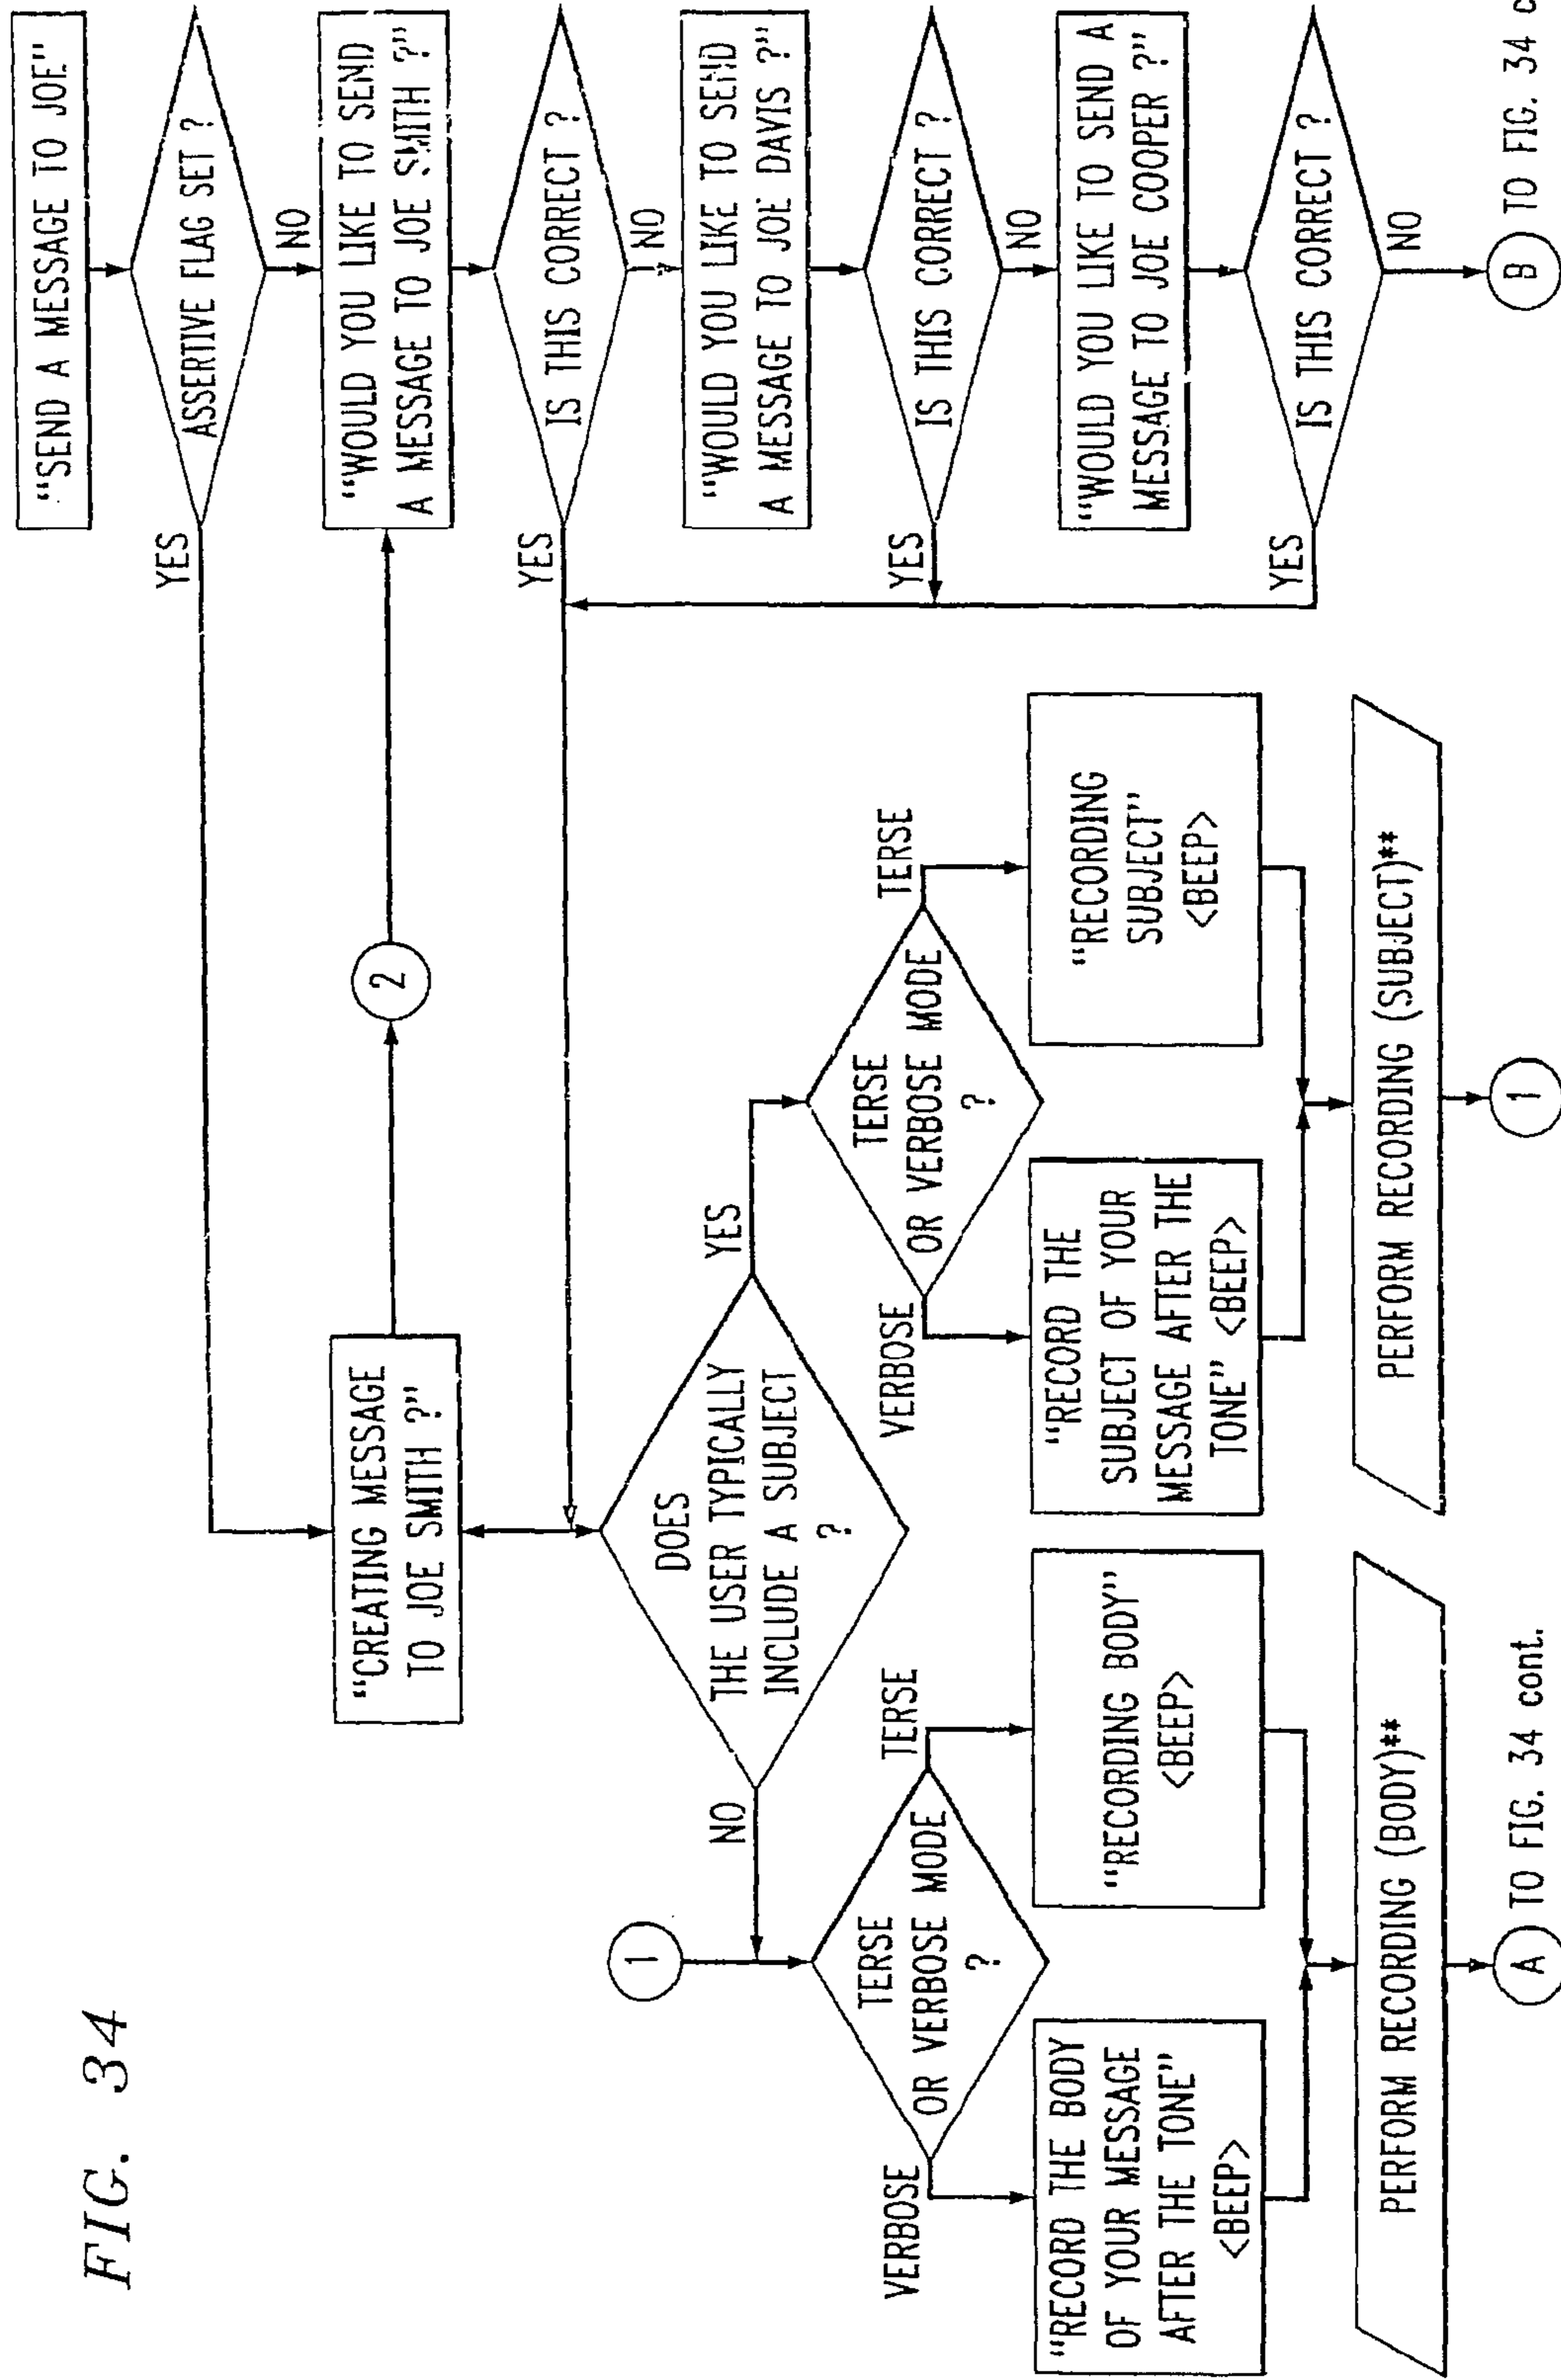 FIG. 34
"SEND A MESSAGE TO JOE"
ASSERTIVE FLAG SET ?
YES
NO
"CREATING MESSAGE
TO JOE SMITH ?"
2
"WOULD YOU LIKE TO SEND
A MESSAGE TO JOE SMITH ?"
IS THIS CORRECT ?
YES
NO
"WOULD YOU LIKE TO SEND
A MESSAGE TO JOE DAVIS ?"
IS THIS CORRECT ?
YES
NO
"WOULD YOU LIKE TO SEND A
MESSAGE TO JOE COOPER ?"
IS THIS CORRECT ?
YES
NO
B TO FIG. 34 c
DOES
THE USER TYPICALLY
INCLUDE A SUBJECT
?
NO
YES
1
TERSE
OR VERBOSE MODE
?
VERBOSE
TERSE
"RECORD THE BODY
OF YOUR MESSAGE
AFTER THE TONE"
<BEEP>
"RECORDING BODY"
<BEEP>
PERFORM RECORDING (BODY)**
A TO FIG. 34 cont.
TERSE
OR VERBOSE MODE
?
VERBOSE
TERSE
"RECORD THE
SUBJECT OF YOUR
MESSAGE AFTER THE
TONE" <BEEP>
"RECORDING
SUBJECT"
<BEEP>
PERFORM RECORDING (SUBJECT)**
1